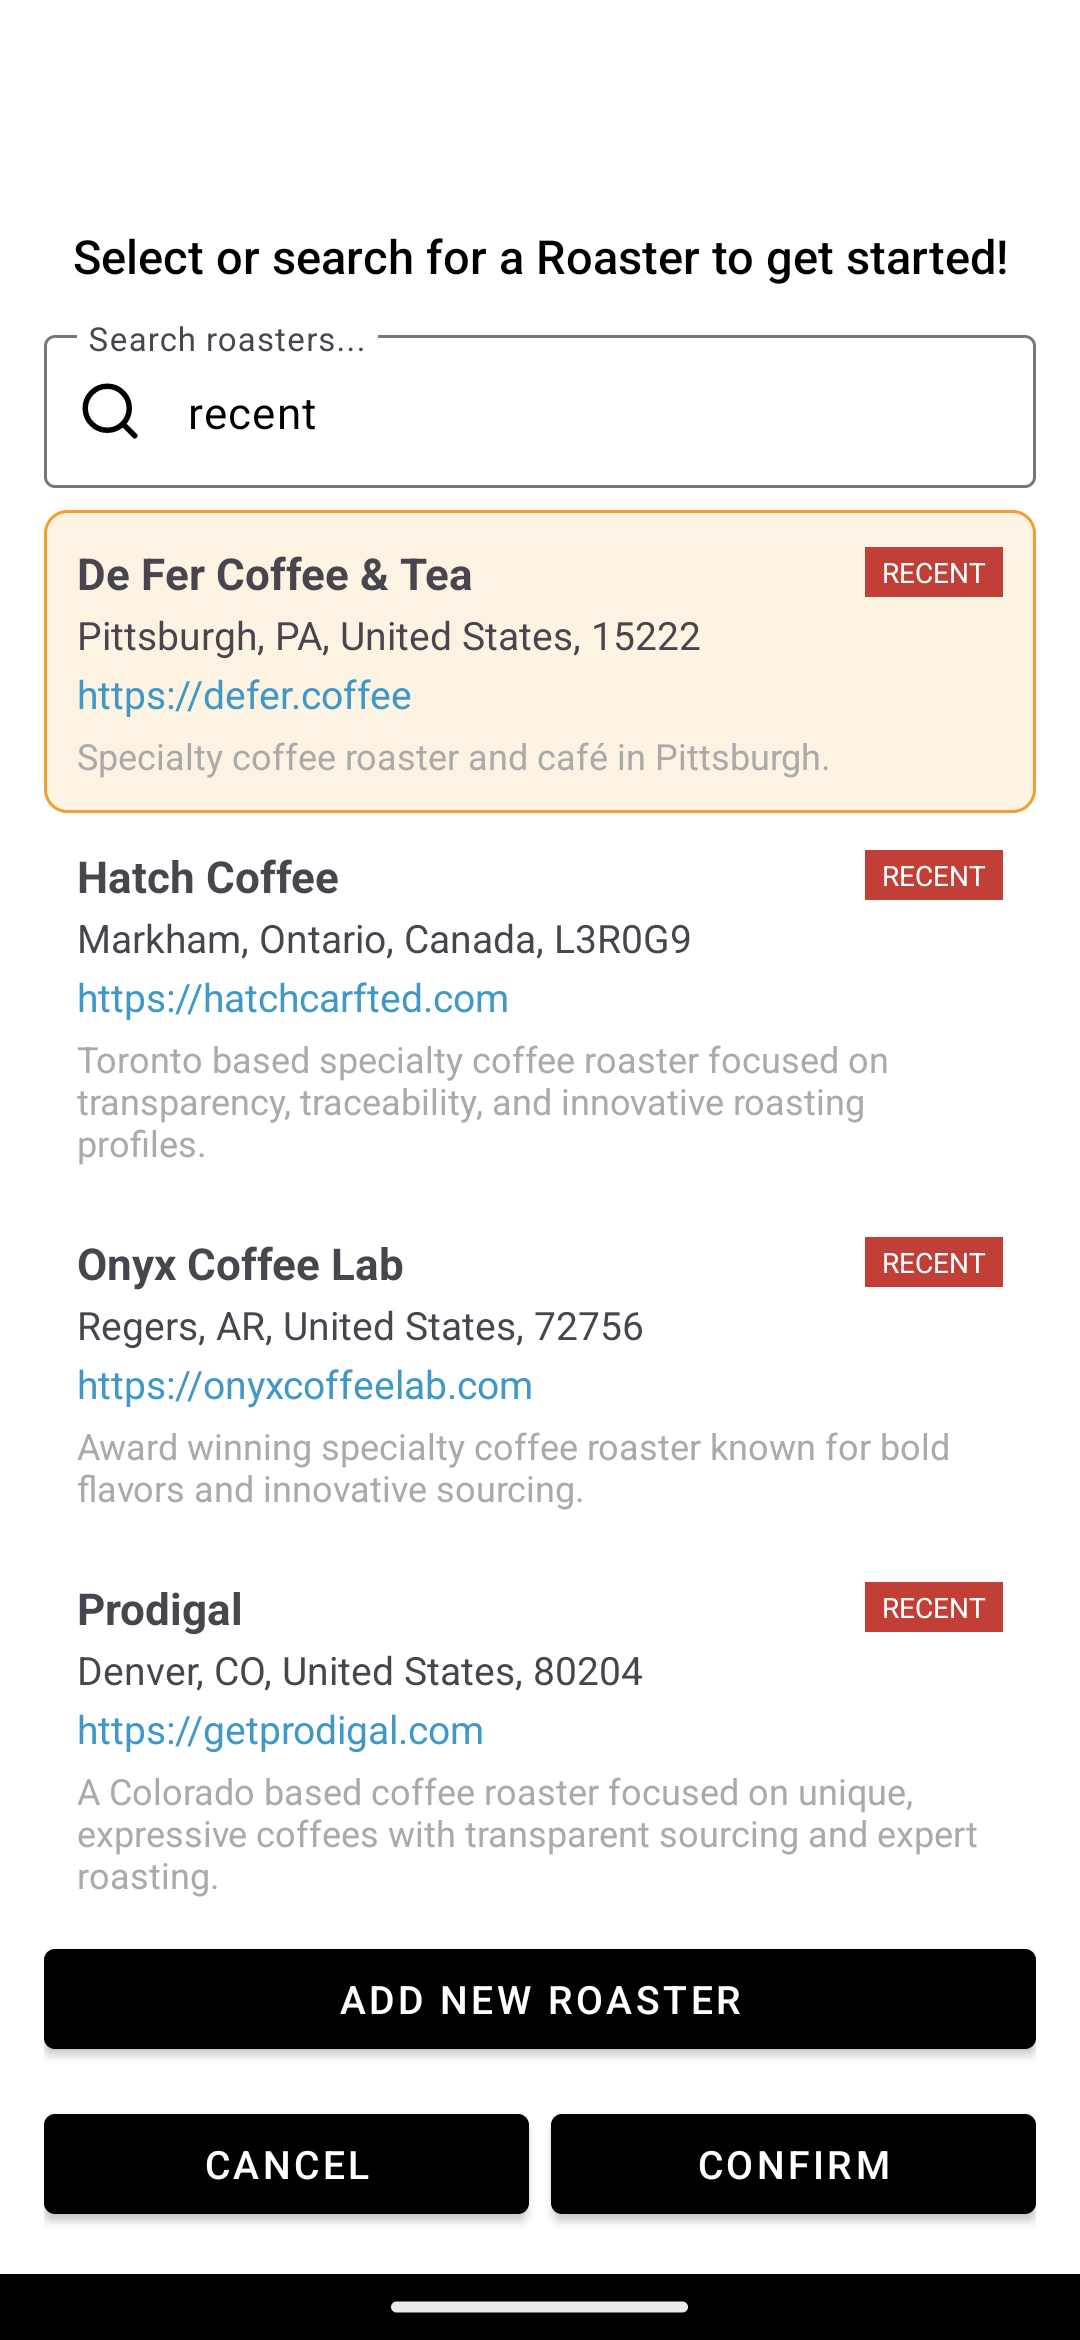 Select or search for a Roaster to get started!
Search roasters...
recent
De Fer Coffee & Tea
RECENT
Pittsburgh, PA, United States, 15222
https://defer.coffee
Specialty coffee roaster and café in Pittsburgh.
Hatch Coffee
RECENT
Markham, Ontario, Canada, L3R0G9
https://hatchcarfted.com
Toronto based specialty coffee roaster focused on
transparency, traceability, and innovative roasting
profiles.
Onyx Coffee Lab
RECENT
Regers, AR, United States, 72756
https://onyxcoffeelab.com
Award winning specialty coffee roaster known for bold
flavors and innovative sourcing.
Prodigal
RECENT
Denver, CO, United States, 80204
https://getprodigal.com
A Colorado based coffee roaster focused on unique,
expressive coffees with transparent sourcing and expert
roasting.
ADD NEW ROASTER
CANCEL
CONFIRM